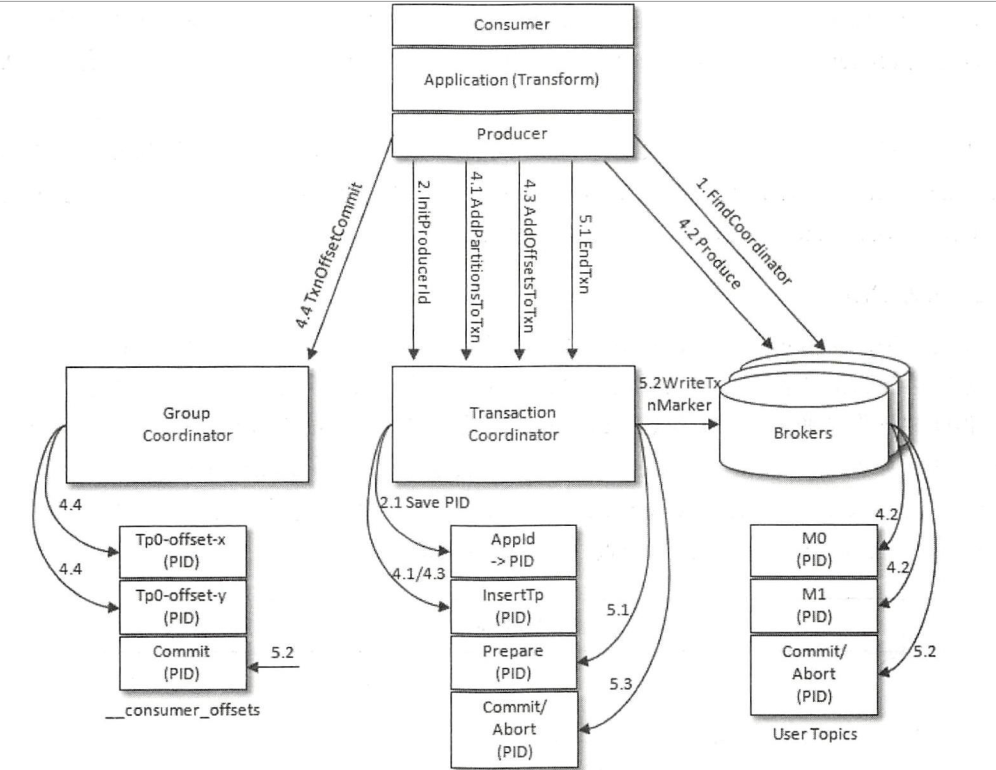 Consumer
Application (Transform)
Producer
4.4 TxnOffsetCommit
2. InitProducerId
4.1 AddPartitionsToTxn
4.3 AddOffsetsToTxn
5.1 EndTxn
4.2 Produce
1. FindCoordinator
Group
Coordinator
Transaction
Coordinator
5.2WriteTx
nMarker
Brokers
4.4
4.4
Tp0-offset-x
(PID)
Tp0-offset-y
(PID)
Commit
(PID)
5.2
__consumer_offsets
2.1 Save PID
4.1/4.3
AppId
-> PID
InsertTp
(PID)
Prepare
(PID)
Commit/
Abort
(PID)
5.1
5.3
4.2
4.2
5.2
M0
(PID)
M1
(PID)
Commit/
Abort
(PID)
User Topics